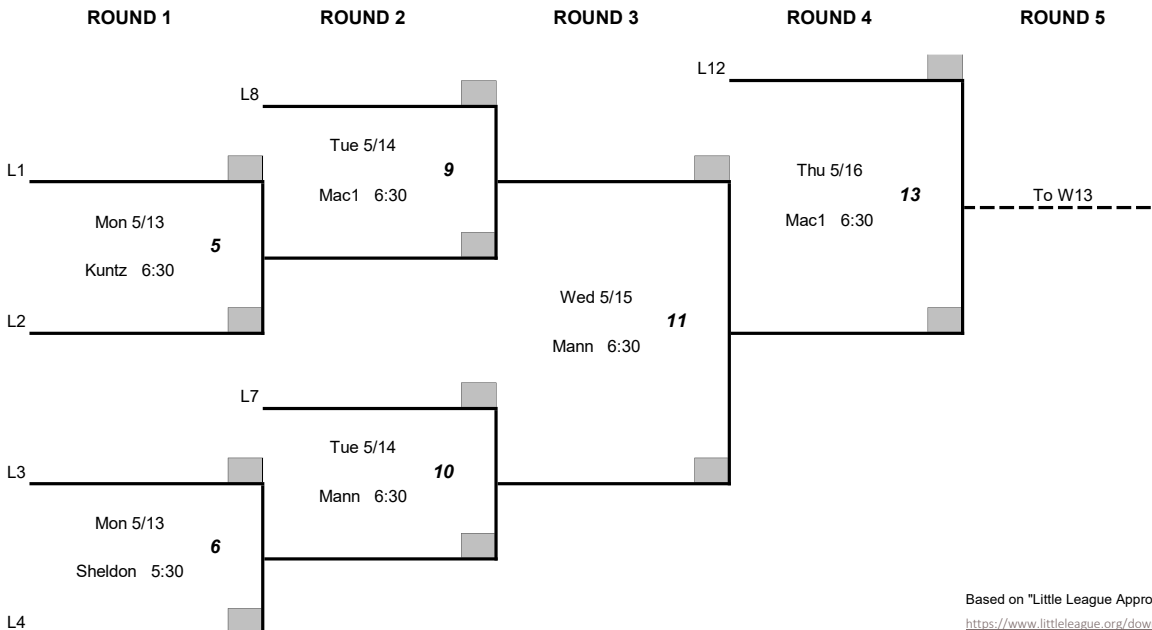 ROUND 1 ROUND 2 ROUND 3 ROUND 4 ROUND 5
L12
L8
Tue 5/14
9
Mac1 6:30
L1
Mon 5/13
5
Kuntz 6:30
L2
Thu 5/16
13
Mac1 6:30
To W13
Wed 5/15
11
Mann 6:30
L7
Tue 5/14
10
Mann 6:30
L3
Mon 5/13
6
Sheldon 5:30
L4
Based on "Little League Appro
https://www.littleleague.org/dow